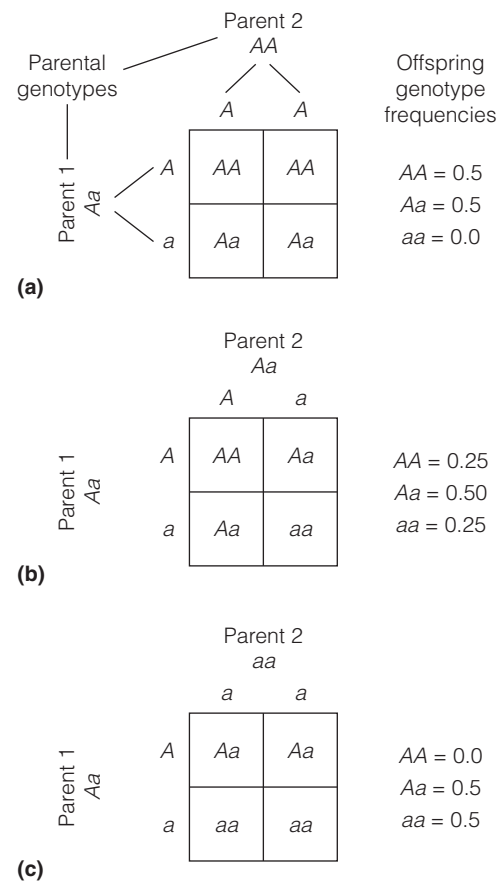 Parent 2
AA
Parental
genotypes
Offspring
genotype
frequencies
A A
Parent 1
Aa
A AA AA
a Aa Aa
AA = 0.5
Aa = 0.5
aa = 0.0
(a)
Parent 2
Aa
A a
Parent 1
Aa
A AA Aa
a Aa aa
AA = 0.25
Aa = 0.50
aa = 0.25
(b)
Parent 2
aa
a a
Parent 1
Aa
A Aa Aa
a aa aa
AA = 0.0
Aa = 0.5
aa = 0.5
(c)